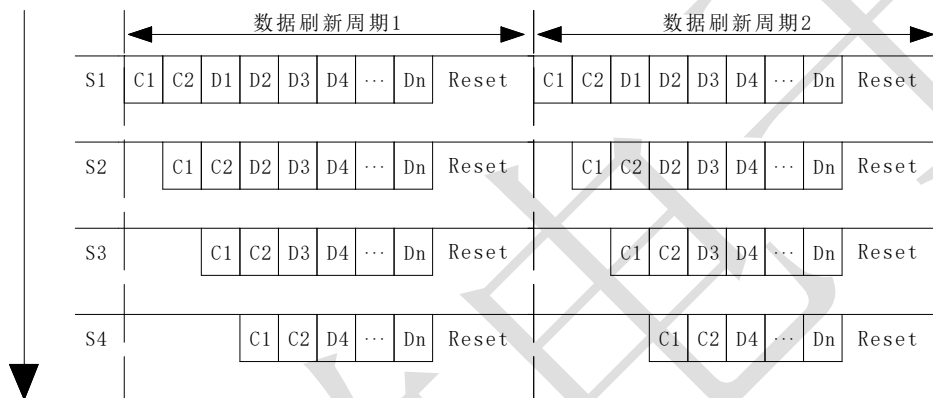 数据刷新周期1 数据刷新周期2
S1 C1 C2 D1 D2 D3 D4 ··· Dn Reset C1 C2 D1 D2 D3 D4 ··· Dn Reset
S2 C1 C2 D2 D3 D4 ··· Dn Reset C1 C2 D2 D3 D4 ··· Dn Reset
S3 C1 C2 D3 D4 ··· Dn Reset C1 C2 D3 D4 ··· Dn Reset
S4 C1 C2 D4 ··· Dn Reset C1 C2 D4 ··· Dn Reset